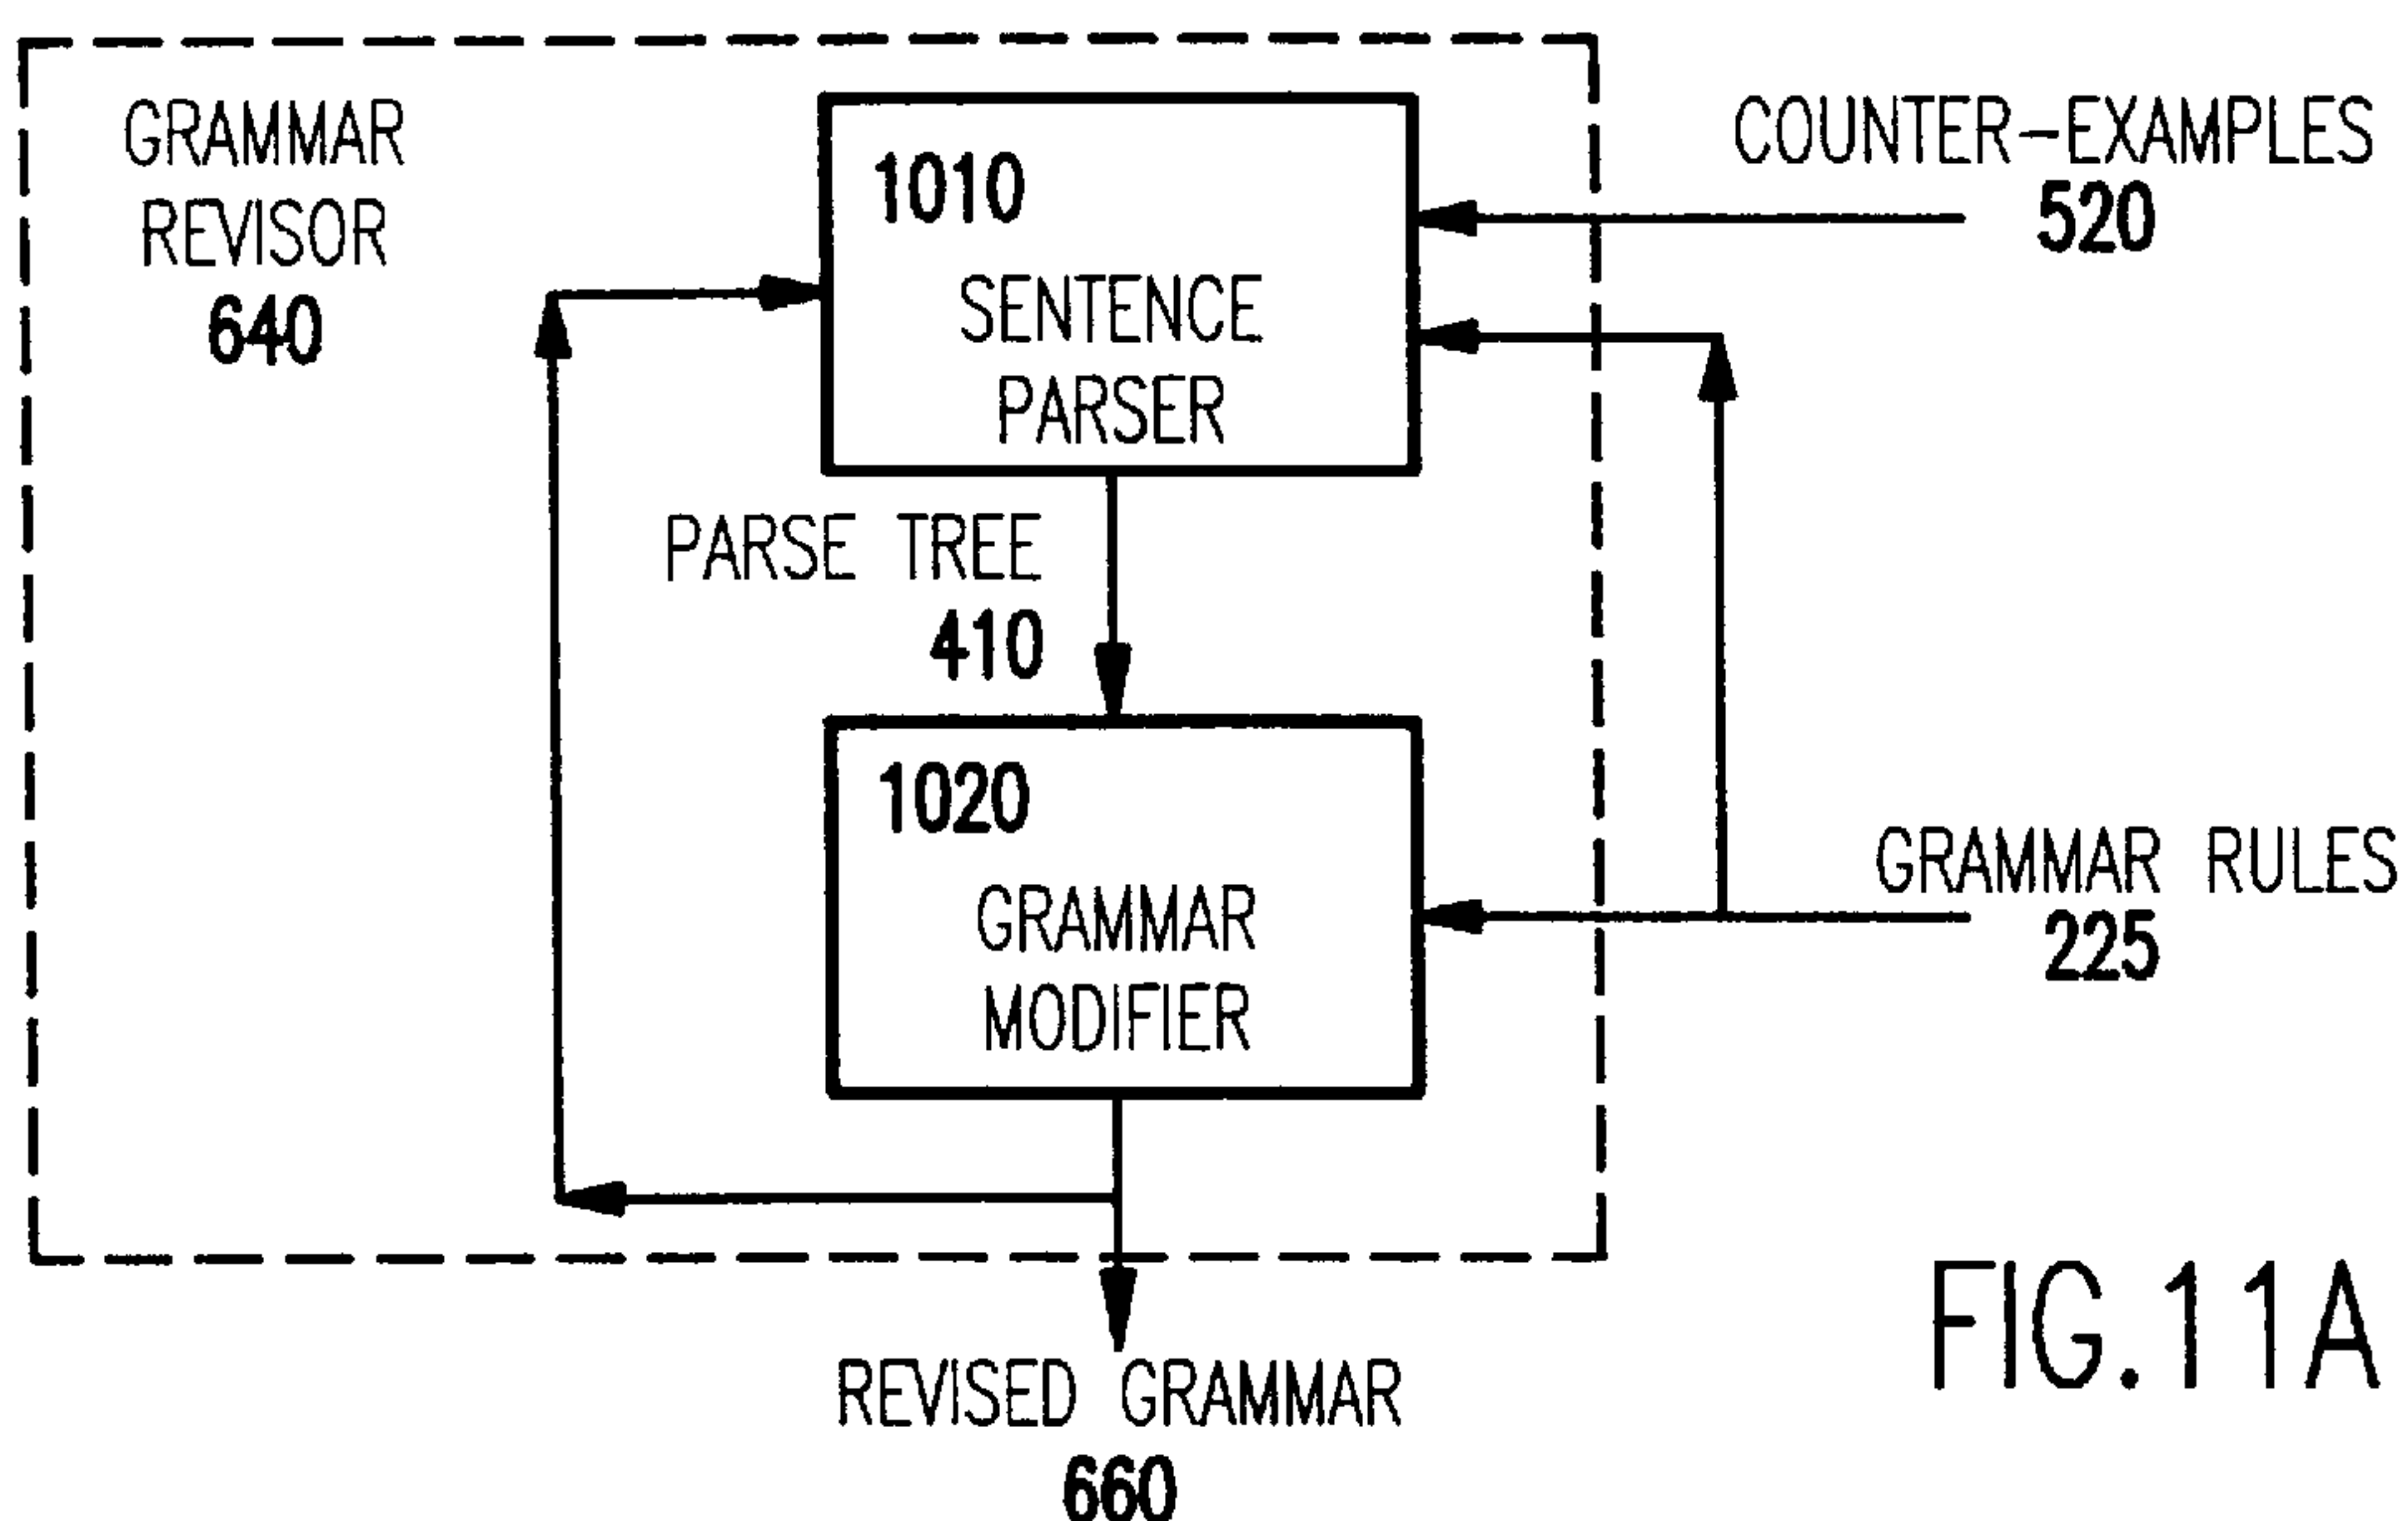 GRAMMAR
REVISOR
640
1010
SENTENCE
PARSER
COUNTER-EXAMPLES
520
PARSE TREE
410
1020
GRAMMAR
MODIFIER
GRAMMAR RULES
225
REVISED GRAMMAR
660
FIG.11A